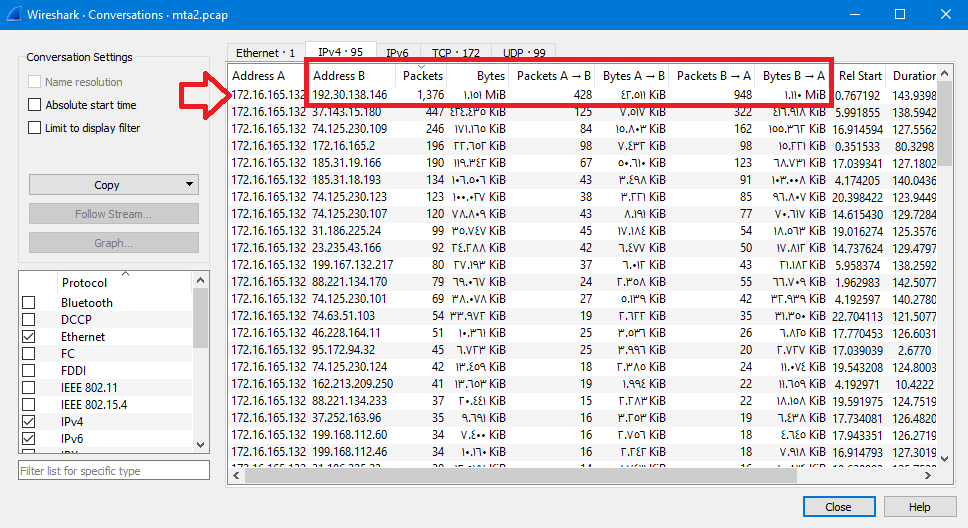 Wireshark · Conversations · mta2.pcap
Conversation Settings
Name resolution
Absolute start time
Limit to display filter
Copy
Follow Stream...
Graph...
Protocol
Bluetooth
DCCP
Ethernet
FC
FDDI
IEEE 802.11
IEEE 802.15.4
IPv4
IPv6
Filter list for specific type
Ethernet · 1 IPv4 · 95 IPv6 TCP · 172 UDP · 99
Address A Address B Packets Bytes Packets A → B Bytes A → B Packets B → A Bytes B → A Rel Start Duration
172.16.165.132 192.30.138.146 1,376 ١.١٥١ MiB 428 ٤٢.٥١١ KiB 948 ١.١١٠ MiB 0.767192 143.9398
172.16.165.132 37.143.15.180 447 ٤٢٤.٤٣٥ KiB 125 ٧.٥١٧ KiB 322 ٤١٦.٩١٨ KiB 5.991855 138.5942
172.16.165.132 74.125.230.109 246 ١٧١.١٦٥ KiB 84 ١٥.٨٠٣ KiB 162 ١٥٥.٣٦٢ KiB 16.914594 127.5562
172.16.165.132 172.16.165.2 196 ٢٢.٦٥٢ KiB 98 ٧.٤٣٢ KiB 98 ١٥.٢٢١ KiB 0.351533 80.3298
172.16.165.132 185.31.19.166 190 ١١٩.٣٤٢ KiB 67 ٥٠.٦١٠ KiB 123 ٦٨.٧٣١ KiB 17.039341 127.1802
172.16.165.132 185.31.18.193 134 ١٠٦.٥٠٦ KiB 43 ٣.٤٩٨ KiB 91 ١٠٣.٠٠٨ KiB 4.174205 140.0436
172.16.165.132 74.125.230.123 123 ١٠٠.٠٢٧ KiB 38 ٣.٢٢١ KiB 85 ٩٦.٨٠٧ KiB 20.398422 123.9449
172.16.165.132 74.125.230.107 120 ٧٨.٨٠٩ KiB 43 ٨.١٩١ KiB 77 ٧٠.٦١٧ KiB 14.615430 129.7284
172.16.165.132 31.186.225.24 99 ٣٥.٧٤٦ KiB 45 ١٧.١٨٤ KiB 54 ١٨.٥٦٣ KiB 19.016274 125.3576
172.16.165.132 23.235.43.166 92 ٢٤.٢٨٨ KiB 42 ٦.٤٧٧ KiB 50 ١٧.٨١٢ KiB 14.737624 129.4797
172.16.165.132 199.167.132.217 80 ٢٧.١٩٣ KiB 37 ٦.٠١٢ KiB 43 ٢١.١٨٢ KiB 5.958374 138.2592
172.16.165.132 88.221.134.170 79 ٦٩.٠٦٧ KiB 24 ٢.٣٥٨ KiB 55 ٦٦.٧٠٩ KiB 1.962983 142.5751
172.16.165.132 74.125.230.101 69 ٣٨.٠٧٨ KiB 27 ٥.١٣٩ KiB 42 ٣٢.٩٣٩ KiB 4.192597 140.2780
172.16.165.132 74.63.51.103 54 ٣٣.٩٧٢ KiB 19 ٢.٦٢٢ KiB 35 ٣١.٣٥٠ KiB 22.704113 121.5077
172.16.165.132 46.228.164.11 51 ١٠.٣٦١ KiB 25 ٣.٥٣٦ KiB 26 ٦.٨٢٥ KiB 17.770453 126.6031
172.16.165.132 95.172.94.32 45 ٦.٧٢٣ KiB 25 ٣.٩٩٦ KiB 20 ٢.٧٢٧ KiB 17.039039 2.6770
172.16.165.132 74.125.230.124 42 ١٣.٤٥٩ KiB 18 ٢.٣٨٥ KiB 24 ١١.٠٧٤ KiB 19.543208 124.8003
172.16.165.132 162.213.209.250 41 ١٣.٦٥٣ KiB 19 ١.٩٩٤ KiB 22 ١١.٦٥٩ KiB 4.192971 10.4222
172.16.165.132 88.221.134.233 37 ٢٠.٤٤١ KiB 15 ٢.٢٨٣ KiB 22 ١٨.١٥٨ KiB 19.591975 124.7519
172.16.165.132 37.252.163.96 35 ٩.٦٩١ KiB 16 ٣.٢٥٣ KiB 19 ٦.٤٣٨ KiB 17.734081 126.4820
172.16.165.132 199.168.112.60 34 ٧.٤٠٠ KiB 16 ٢.٧٥٦ KiB 18 ٤.٦٤٥ KiB 17.943351 126.2719
172.16.165.132 199.168.112.46 34 ١٠.١٦٠ KiB 16 ٢.٢٤٢ KiB 18 ٧.٩١٨ KiB 16.914793 127.3010
Close Help